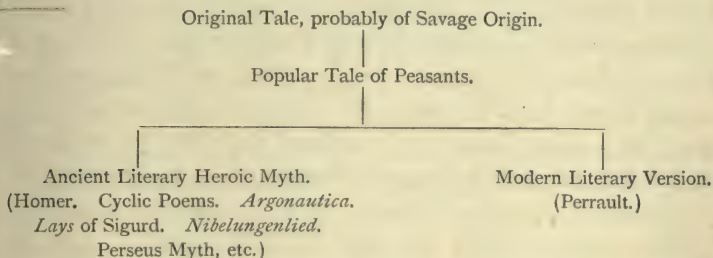 Original Tale, probably of Savage Origin.
Popular Tale of Peasants.
Ancient Literary Heroic Myth.
(Homer. Cyclic Poems. Argonautica.
Lays of Sigurd. Nibelungenlied.
Perseus Myth, etc.)
Modern Literary Version.
(Perrault.)